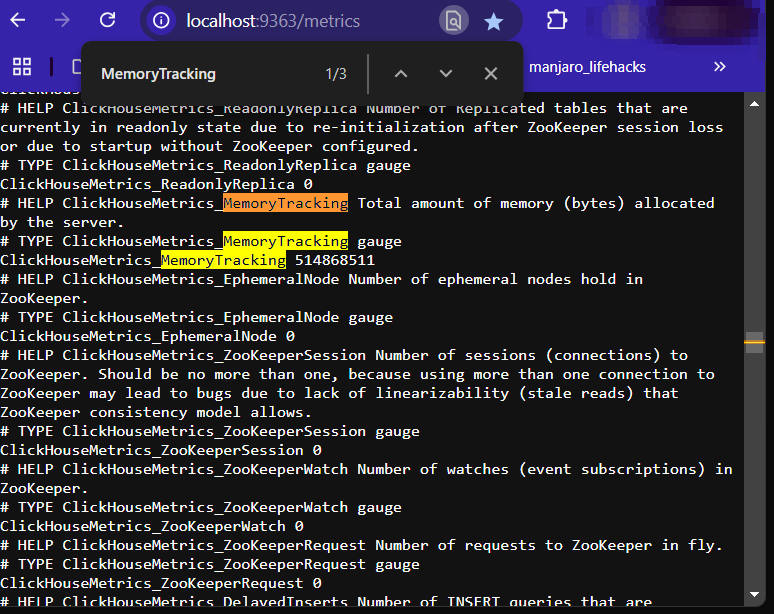 localhost:9363/metrics
MemoryTracking 1/3
manjaro_lifehacks
# HELP ClickHouseMetrics_ReadonlyReplica Number of Replicated tables that are
currently in readonly state due to re-initialization after ZooKeeper session loss
or due to startup without ZooKeeper configured.
# TYPE ClickHouseMetrics_ReadonlyReplica gauge
ClickHouseMetrics_ReadonlyReplica 0
# HELP ClickHouseMetrics_MemoryTracking Total amount of memory (bytes) allocated
by the server.
# TYPE ClickHouseMetrics_MemoryTracking gauge
ClickHouseMetrics_MemoryTracking 514868511
# HELP ClickHouseMetrics_EphemeralNode Number of ephemeral nodes hold in
ZooKeeper.
# TYPE ClickHouseMetrics_EphemeralNode gauge
ClickHouseMetrics_EphemeralNode 0
# HELP ClickHouseMetrics_ZooKeeperSession Number of sessions (connections) to
ZooKeeper. Should be no more than one, because using more than one connection to
ZooKeeper may lead to bugs due to lack of linearizability (stale reads) that
ZooKeeper consistency model allows.
# TYPE ClickHouseMetrics_ZooKeeperSession gauge
ClickHouseMetrics_ZooKeeperSession 0
# HELP ClickHouseMetrics_ZooKeeperWatch Number of watches (event subscriptions) in
ZooKeeper.
# TYPE ClickHouseMetrics_ZooKeeperWatch gauge
ClickHouseMetrics_ZooKeeperWatch 0
# HELP ClickHouseMetrics_ZooKeeperRequest Number of requests to ZooKeeper in fly.
# TYPE ClickHouseMetrics_ZooKeeperRequest gauge
ClickHouseMetrics_ZooKeeperRequest 0
# HELP ClickHouseMetrics_DelayedInserts Number of INSERT queries that are